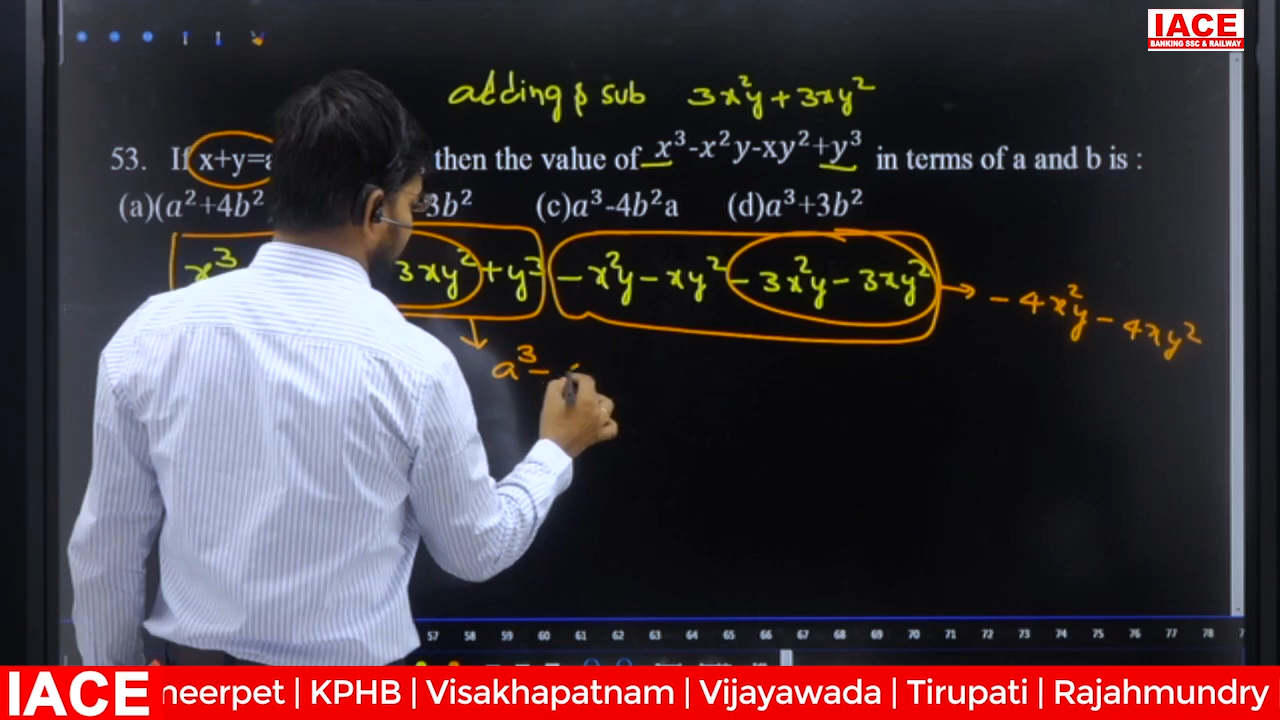 IACE
BANKING SSC & RAILWAY
adding & sub 3x²y + 3xy²
53. If x+y=a then the value of x³-x²y-xy²+y³ in terms of a and b is :
(a)(a²+4b² 3b² (c)a³-4b²a (d)a³+3b²
x³ 3xy² + y³ - x²y - xy² - 3x²y - 3xy² → - 4x²y - 4xy²
a³ -
57 58 59 60 61 62 63 64 65 66 67 68 69 70 71 72 73 74 75 76 77 78
IACE neerpet | KPHB | Visakhapatnam | Vijayawada | Tirupati | Rajahmundry